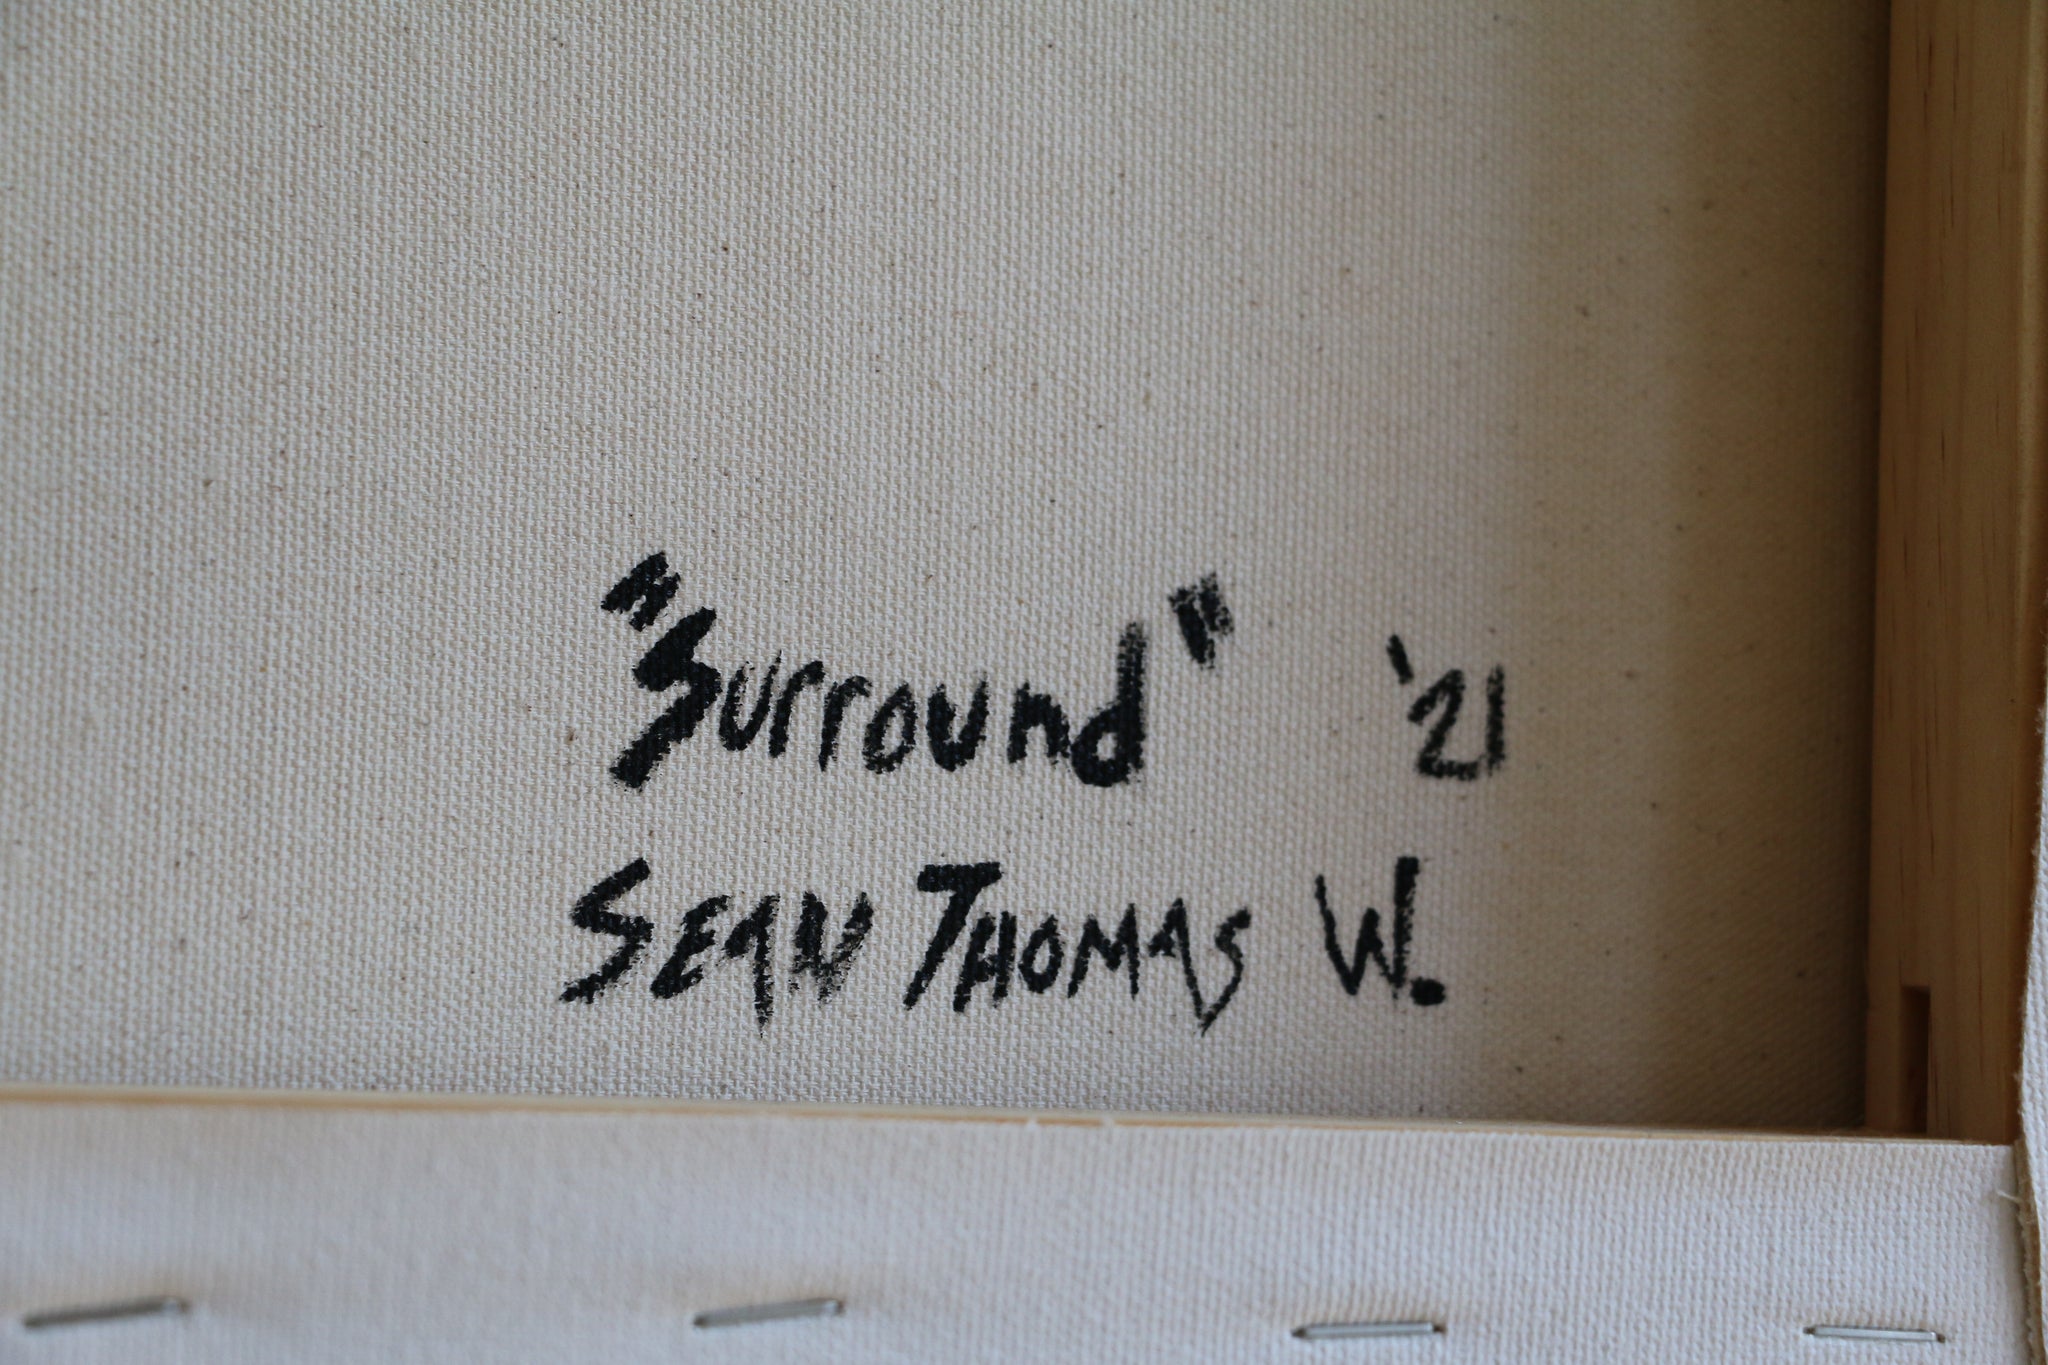 "Surround" '21
SEAN THOMAS W.